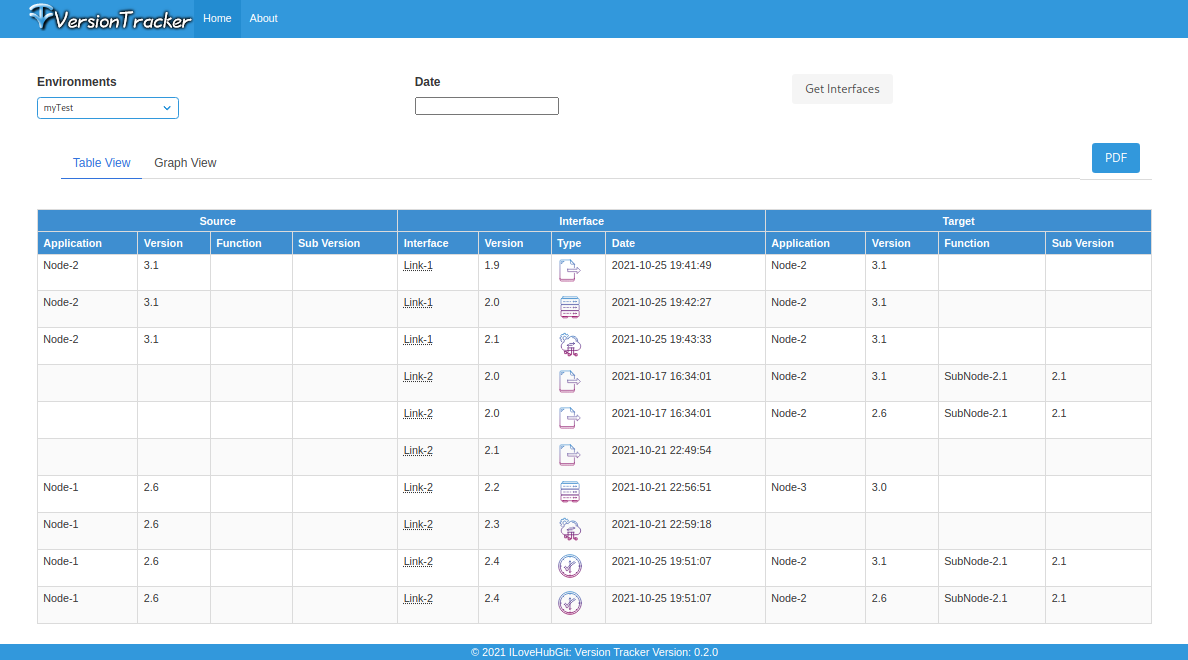 VersionTracker Home About
Environments Date Get Interfaces
myTest
Table View Graph View PDF
Source Interface Target
Application Version Function Sub Version Interface Version Type Date Application Version Function Sub Version
Node-2 3.1 Link-1 1.9 2021-10-25 19:41:49 Node-2 3.1
Node-2 3.1 Link-1 2.0 2021-10-25 19:42:27 Node-2 3.1
Node-2 3.1 Link-1 2.1 2021-10-25 19:43:33 Node-2 3.1
Link-2 2.0 2021-10-17 16:34:01 Node-2 3.1 SubNode-2.1 2.1
Link-2 2.0 2021-10-17 16:34:01 Node-2 2.6 SubNode-2.1 2.1
Link-2 2.1 2021-10-21 22:49:54
Node-1 2.6 Link-2 2.2 2021-10-21 22:56:51 Node-3 3.0
Node-1 2.6 Link-2 2.3 2021-10-21 22:59:18
Node-1 2.6 Link-2 2.4 2021-10-25 19:51:07 Node-2 3.1 SubNode-2.1 2.1
Node-1 2.6 Link-2 2.4 2021-10-25 19:51:07 Node-2 2.6 SubNode-2.1 2.1
© 2021 ILoveHubGit: Version Tracker Version: 0.2.0